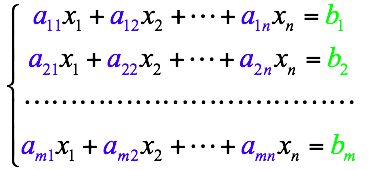 a₁₁x₁ + a₁₂x₂ + ⋯ + a₁ₙxₙ = b₁
a₂₁x₁ + a₂₂x₂ + ⋯ + a₂ₙxₙ = b₂
....................................
aₘ₁x₁ + aₘ₂x₂ + ⋯ + aₘₙxₙ = bₘ